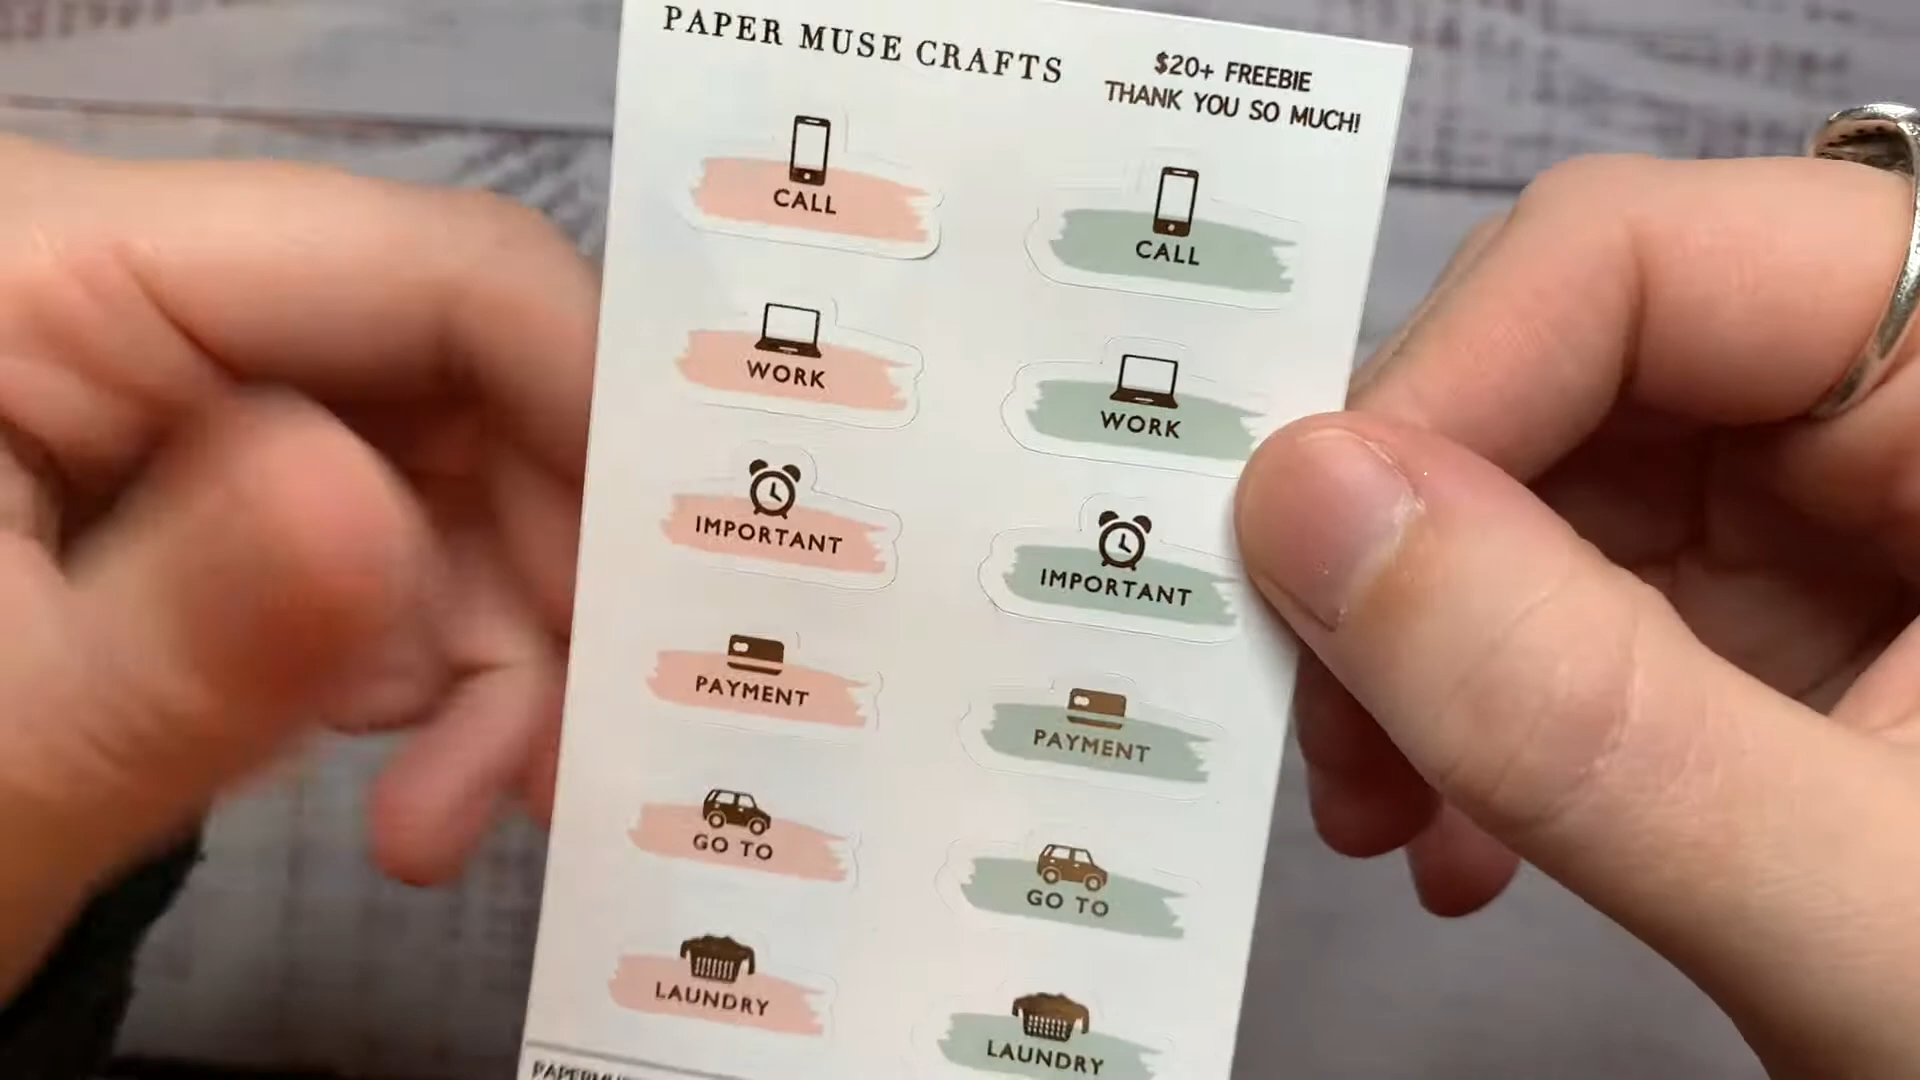 PAPER MUSE CRAFTS
$20+ FREEBIE
THANK YOU SO MUCH!
CALL
CALL
WORK
WORK
IMPORTANT
IMPORTANT
PAYMENT
PAYMENT
GO TO
GO TO
LAUNDRY
LAUNDRY